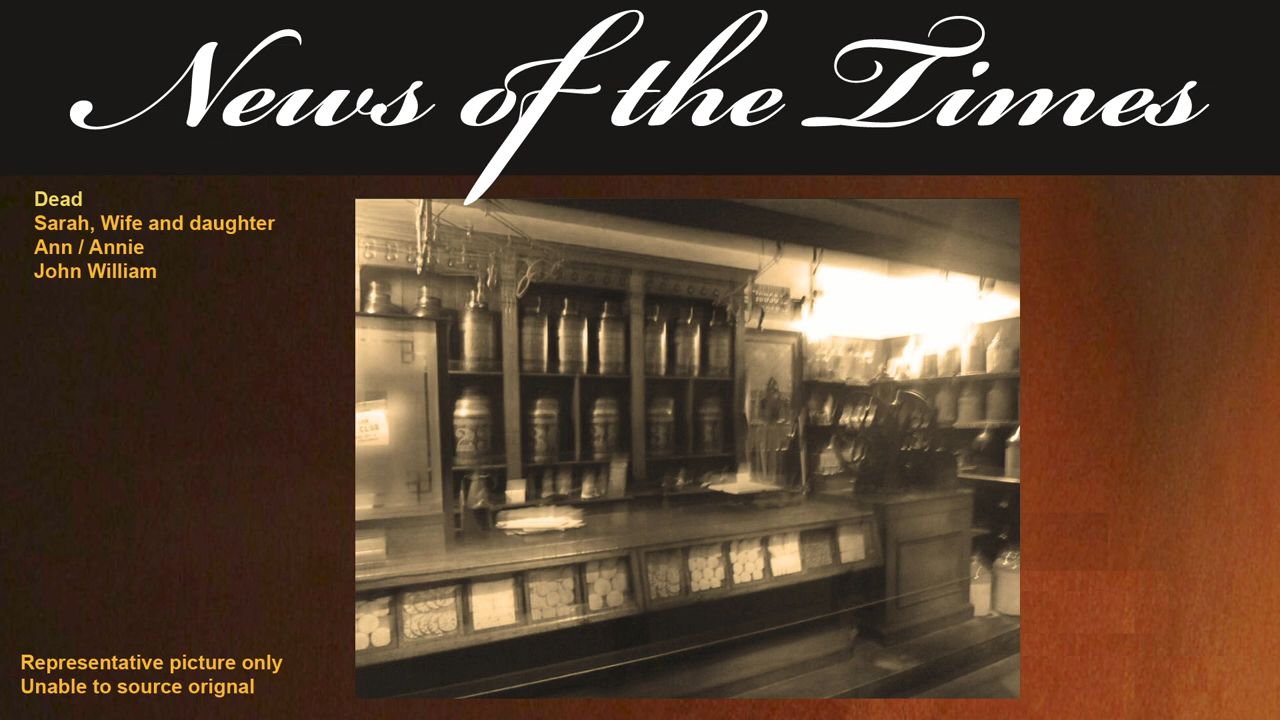 News of the Times
Dead
Sarah, Wife and daughter
Ann / Annie
John William
Representative picture only
Unable to source orignal